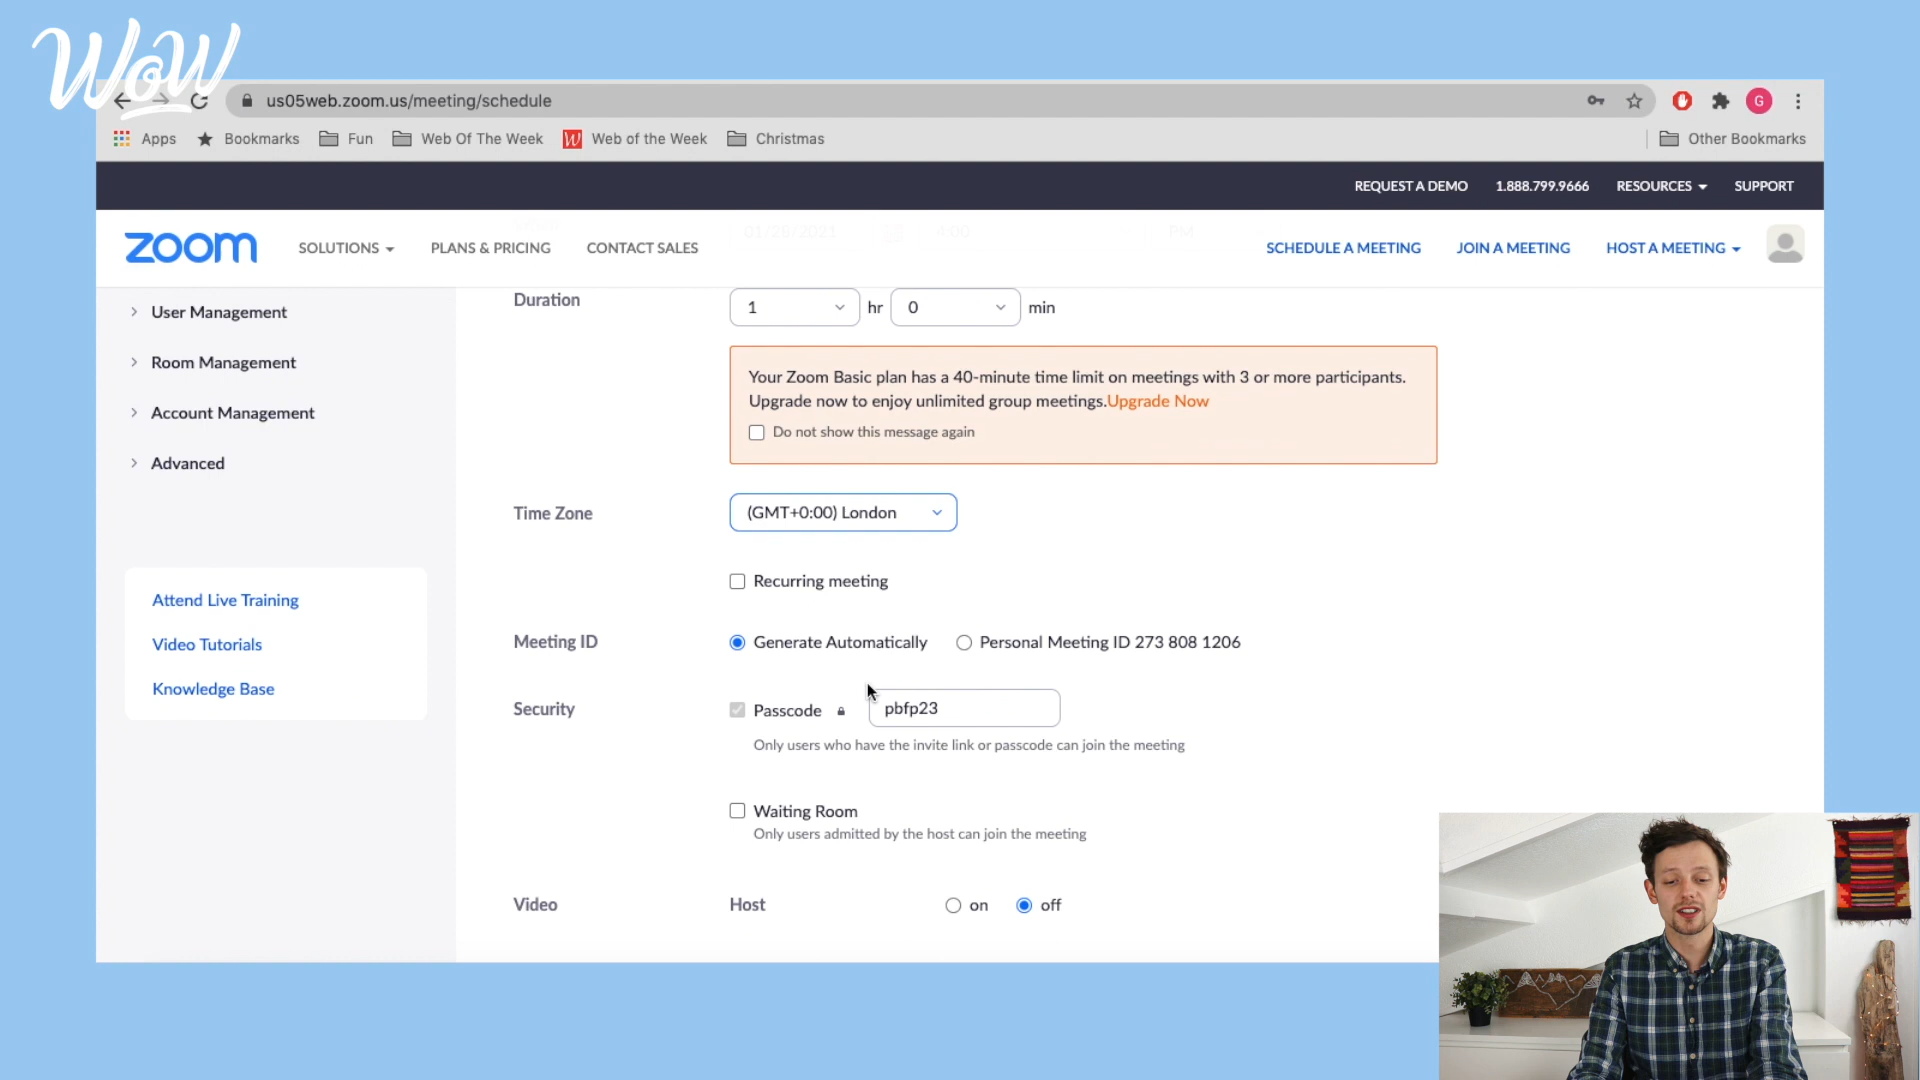 WoW
us05web.zoom.us/meeting/schedule
G
Apps Bookmarks Fun Web Of The Week W Web of the Week Christmas Other Bookmarks
REQUEST A DEMO 1.888.799.9666 RESOURCES SUPPORT
01/28/2021 4:00 PM
zoom SOLUTIONS PLANS & PRICING CONTACT SALES SCHEDULE A MEETING JOIN A MEETING HOST A MEETING
User Management
Room Management
Account Management
Advanced
Attend Live Training
Video Tutorials
Knowledge Base
Duration 1 hr 0 min
Your Zoom Basic plan has a 40-minute time limit on meetings with 3 or more participants.
Upgrade now to enjoy unlimited group meetings.Upgrade Now
Do not show this message again
Time Zone (GMT+0:00) London
Recurring meeting
Meeting ID Generate Automatically Personal Meeting ID 273 808 1206
Security Passcode pbfp23
Only users who have the invite link or passcode can join the meeting
Waiting Room
Only users admitted by the host can join the meeting
Video Host on off